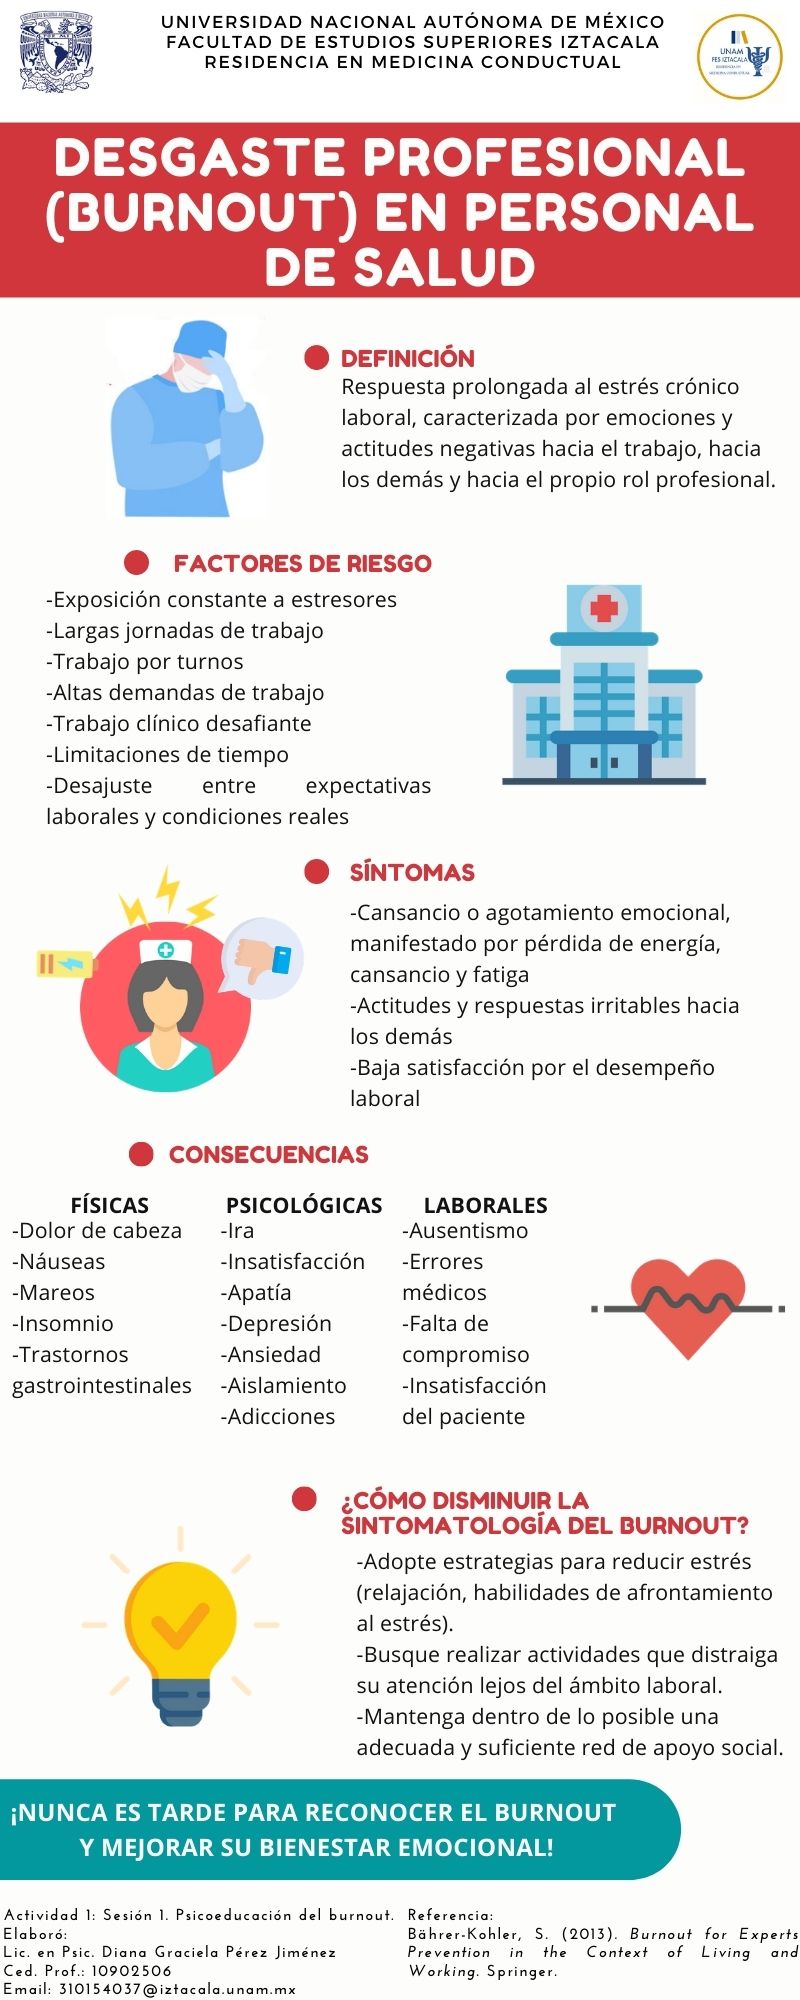 UNIVERSIDAD NACIONAL AUTÓNOMA DE MÉXICO
FACULTAD DE ESTUDIOS SUPERIORES IZTACALA
RESIDENCIA EN MEDICINA CONDUCTUAL
UNAM
FES IZTACALA
RESIDENCIA EN
MEDICINA CONDUCTUAL
DESGASTE PROFESIONAL
(BURNOUT) EN PERSONAL
DE SALUD
DEFINICIÓN
Respuesta prolongada al estrés crónico
laboral, caracterizada por emociones y
actitudes negativas hacia el trabajo, hacia
los demás y hacia el propio rol profesional.
FACTORES DE RIESGO
-Exposición constante a estresores
-Largas jornadas de trabajo
-Trabajo por turnos
-Altas demandas de trabajo
-Trabajo clínico desafiante
-Limitaciones de tiempo
-Desajuste entre expectativas
laborales y condiciones reales
SÍNTOMAS
-Cansancio o agotamiento emocional,
manifestado por pérdida de energía,
cansancio y fatiga
-Actitudes y respuestas irritables hacia
los demás
-Baja satisfacción por el desempeño
laboral
CONSECUENCIAS
FÍSICAS
-Dolor de cabeza
-Náuseas
-Mareos
-Insomnio
-Trastornos
gastrointestinales
PSICOLÓGICAS
-Ira
-Insatisfacción
-Apatía
-Depresión
-Ansiedad
-Aislamiento
-Adicciones
LABORALES
-Ausentismo
-Errores
médicos
-Falta de
compromiso
-Insatisfacción
del paciente
¿CÓMO DISMINUIR LA
SINTOMATOLOGÍA DEL BURNOUT?
-Adopte estrategias para reducir estrés
(relajación, habilidades de afrontamiento
al estrés).
-Busque realizar actividades que distraiga
su atención lejos del ámbito laboral.
-Mantenga dentro de lo posible una
adecuada y suficiente red de apoyo social.
¡NUNCA ES TARDE PARA RECONOCER EL BURNOUT
Y MEJORAR SU BIENESTAR EMOCIONAL!
Actividad 1: Sesión 1. Psicoeducación del burnout.
Elaboró:
Lic. en Psic. Diana Graciela Pérez Jiménez
Ced. Prof.: 10902506
Email: 310154037@iztacala.unam.mx
Referencia:
Bährer-Kohler, S. (2013). Burnout for Experts
Prevention in the Context of Living and
Working. Springer.